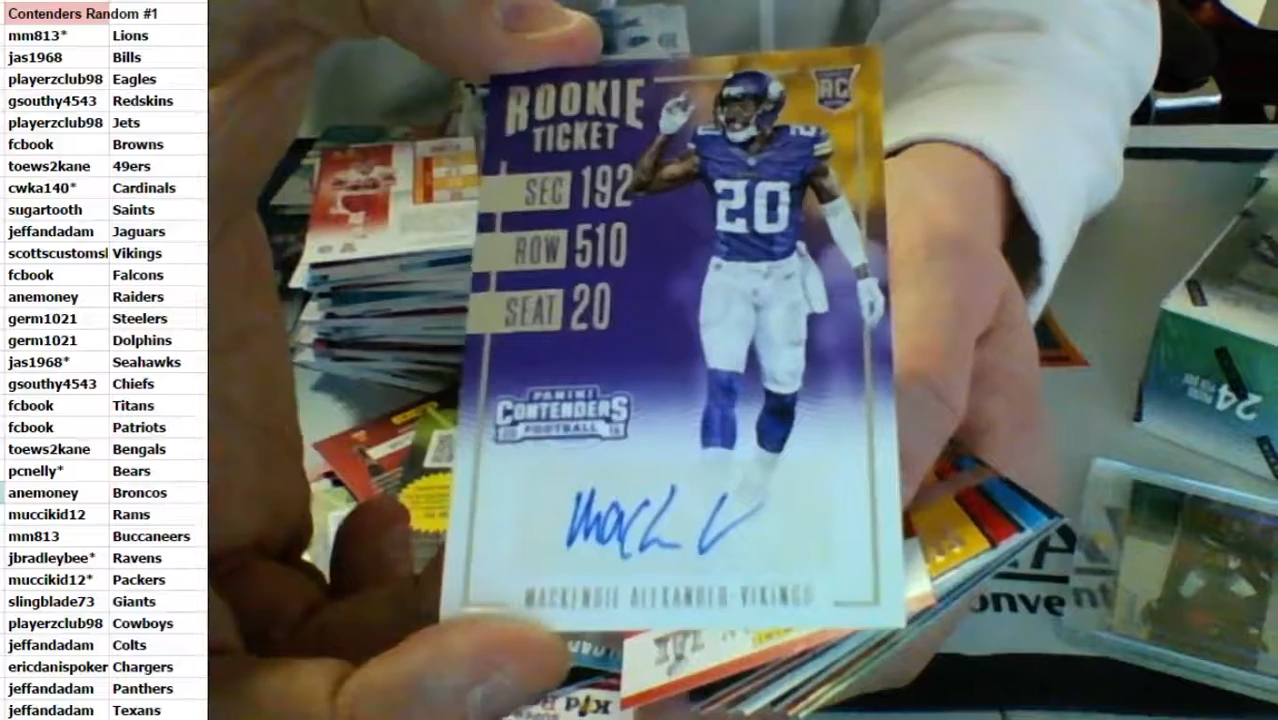 Contenders Random #1
mm813* Lions
jas1968 Bills
playerzclub98 Eagles
gsouthy4543 Redskins
playerzclub98 Jets
fcbook Browns
toews2kane 49ers
cwka140* Cardinals
sugartooth Saints
jeffandadam Jaguars
scottscustomsl Vikings
fcbook Falcons
anemoney Raiders
germ1021 Steelers
germ1021 Dolphins
jas1968* Seahawks
gsouthy4543 Chiefs
fcbook Titans
fcbook Patriots
toews2kane Bengals
pcnelly* Bears
anemoney Broncos
muccikid12 Rams
mm813 Buccaneers
jbradleybee* Ravens
muccikid12* Packers
slingblade73 Giants
playerzclub98 Cowboys
jeffandadam Colts
ericdanispoker Chargers
jeffandadam Panthers
jeffandadam Texans
ROOKIE
TICKET
RC
SEC 192
ROW 510
SEAT 20
20
20
PANINI
CONTENDERS
FOOTBALL
MACKENZIE ALEXANDER-VIKINGS
24
onve